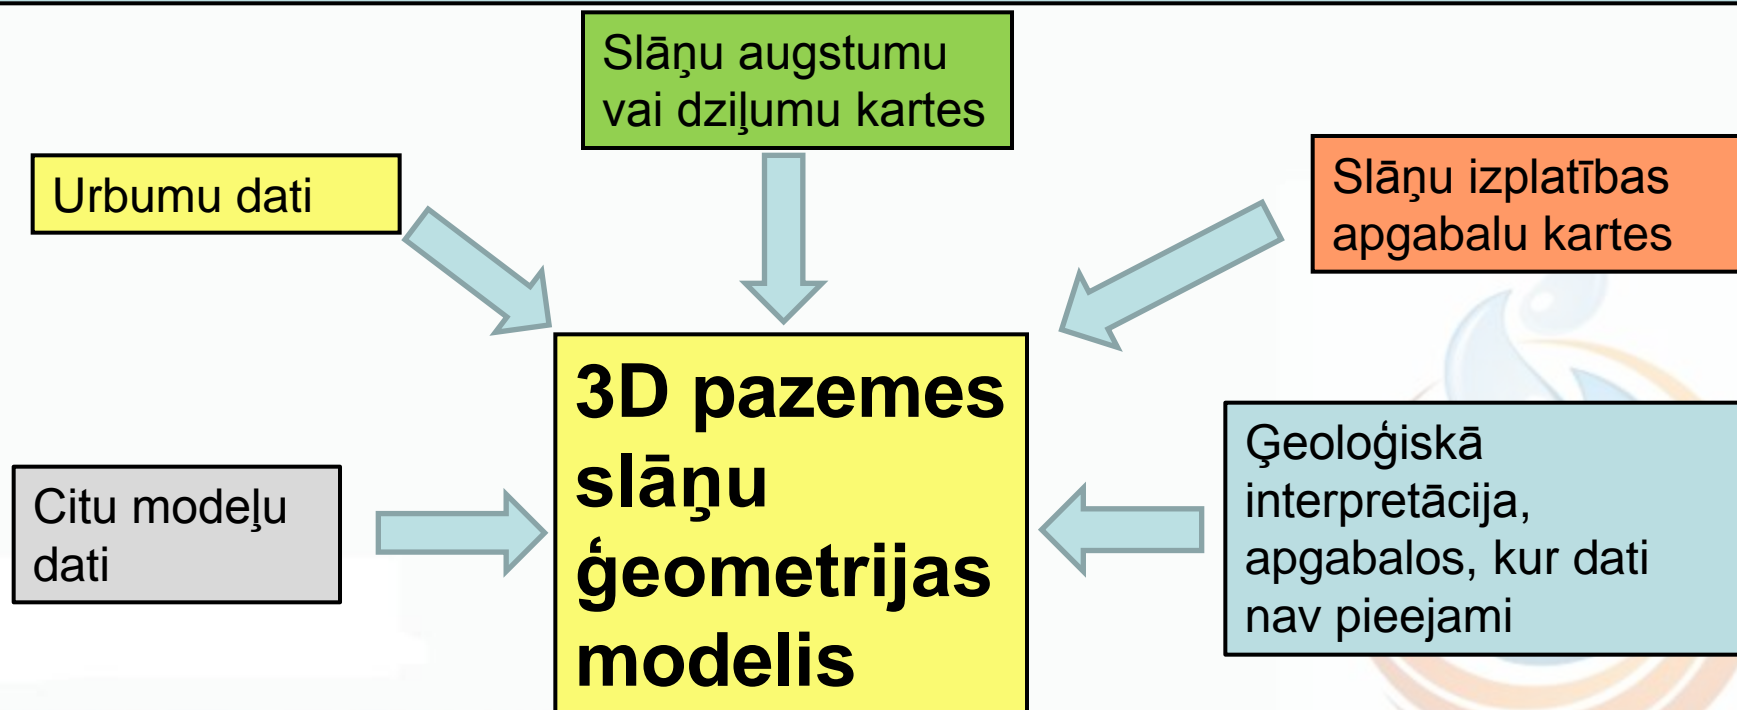 Slāņu augstumu
vai dziļumu kartes
Urbumu dati
Slāņu izplatības
apgabalu kartes
3D pazemes
slāņu
ģeometrijas
modelis
Citu modeļu
dati
Ģeoloģiskā
interpretācija,
apgabalos, kur dati
nav pieejami